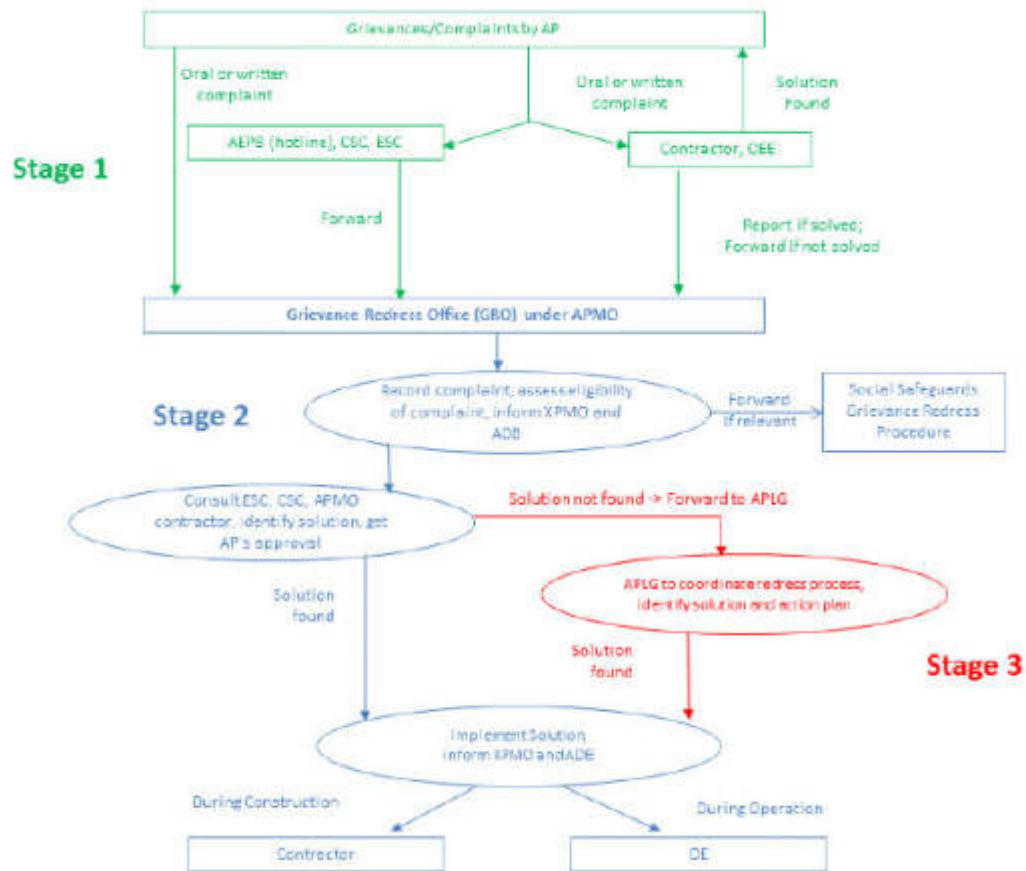 Grievances/Complaints by AP
Oral or written
complaint
Oral or written
complaint
Solution
found
AEPB (hotline), CSC, ESC
Contractor, OEE
Stage 1
Forward
Report if solved;
Forward if not solved
Grievance Redress Office (GRO) under APMO
Record complaint, assess eligibility
of complaint, inform XPMO and
ADB
Stage 2
Forward
if relevant
Social Safeguards
Grievance Redress
Procedure
Consult ESC, CSC, APMO
contractor, identify solution, get
AP's approval
Solution not found -> Forward to APLG
APLG to coordinate redress process,
identify solution and action plan
Solution
found
Solution
found
Stage 3
Implement Solution
inform XPMO and ADB
During Construction
During Operation
Contractor
OE